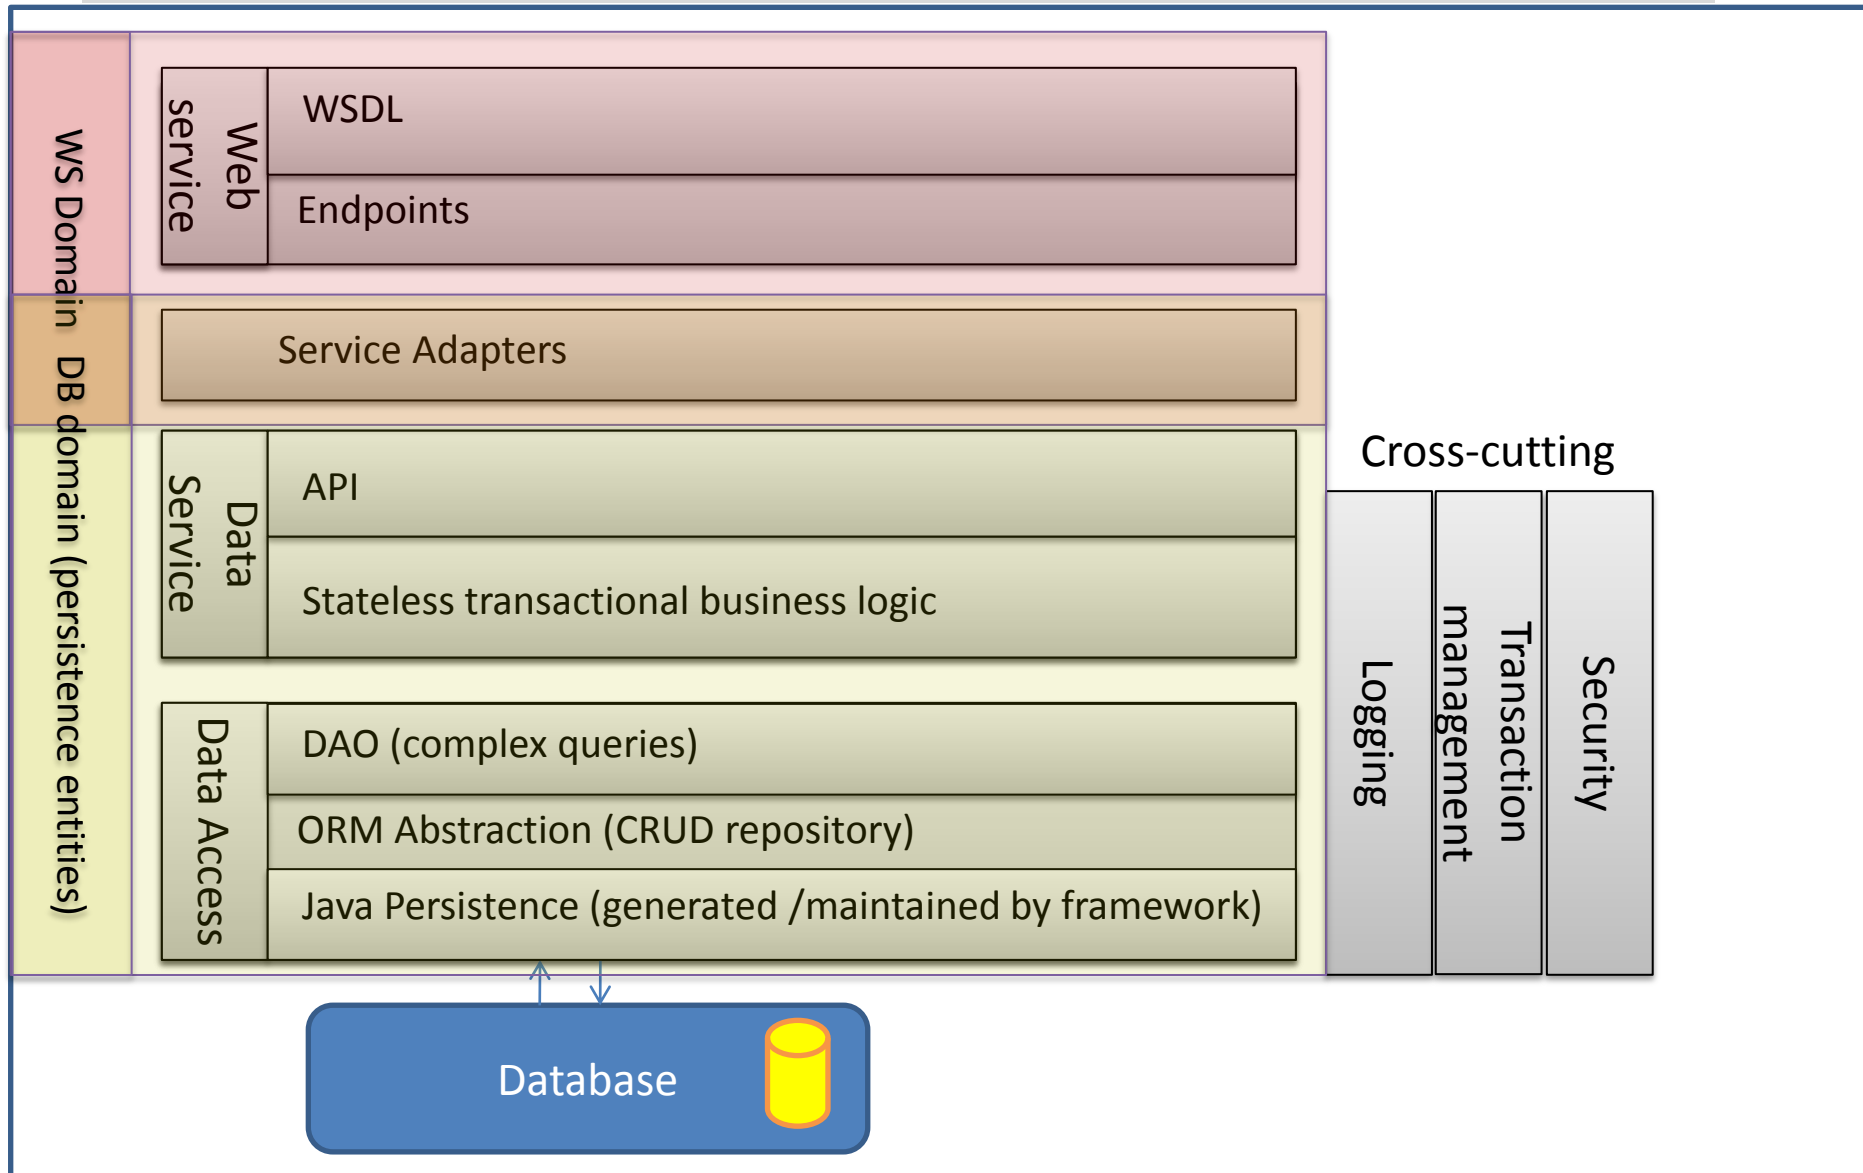 WS Domain
DB domain (persistence entities)
Web
service
WSDL
Endpoints
Service Adapters
Data
Service
API
Stateless transactional business logic
Data Access
DAO (complex queries)
ORM Abstraction (CRUD repository)
Java Persistence (generated /maintained by framework)
Cross-cutting
Logging
Transaction
management
Security
Database